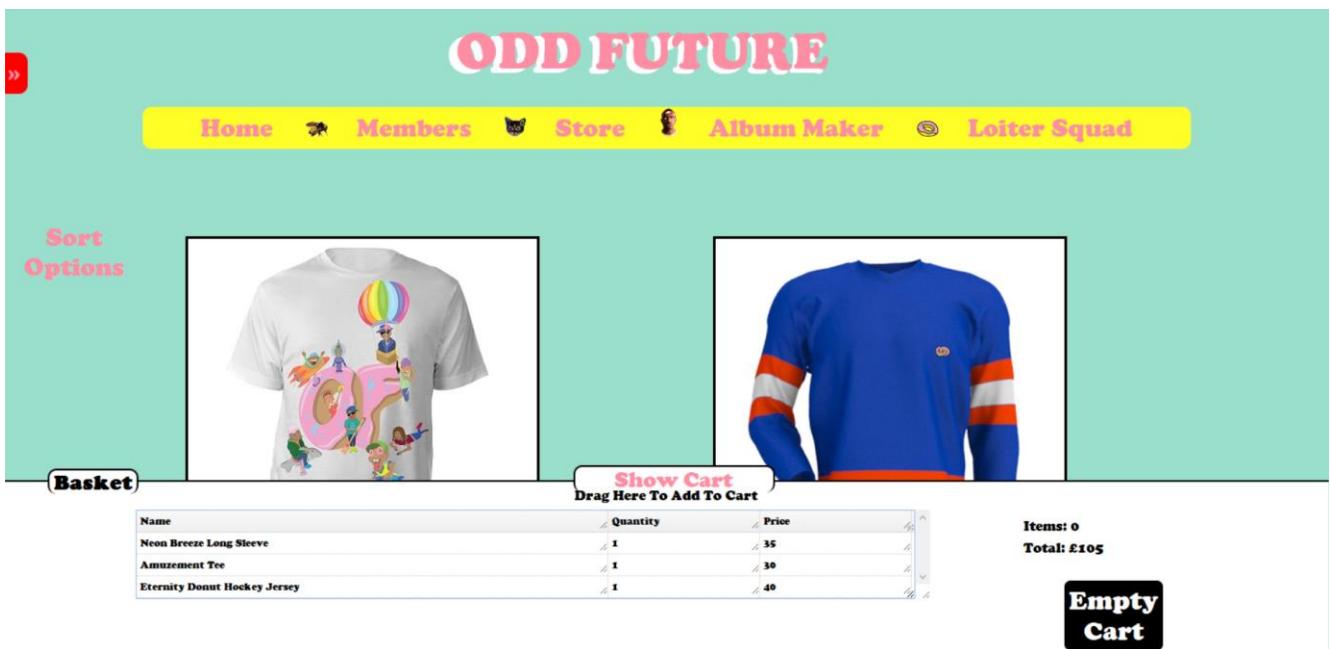 ODD FUTURE
»
Home Members Store Album Maker Loiter Squad
Sort
Options
OF
Basket
Show Cart
Drag Here To Add To Cart
Name Quantity Price
Neon Breeze Long Sleeve 1 35
Amuzement Tee 1 30
Eternity Donut Hockey Jersey 1 40
Items: 0
Total: £105
Empty
Cart